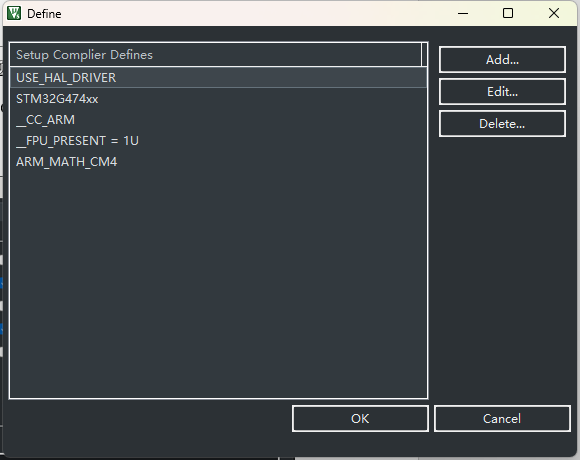 Define
Setup Complier Defines
USE_HAL_DRIVER
STM32G474xx
__CC_ARM
__FPU_PRESENT = 1U
ARM_MATH_CM4
Add...
Edit...
Delete...
OK
Cancel